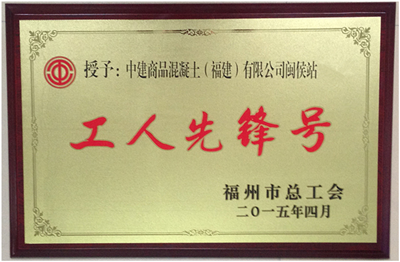 授予：中建商品混凝土（福建）有限公司闽侯站
工人先锋号
福州市总工会
二〇一五年四月